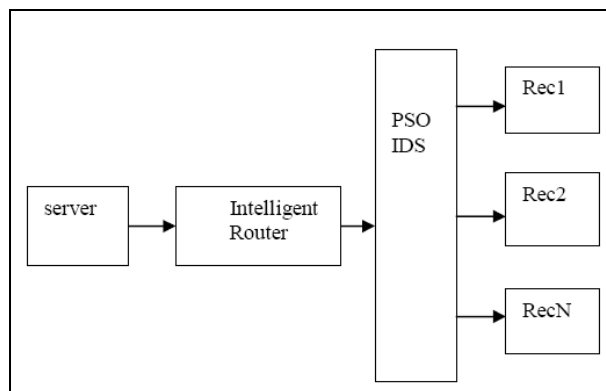 server
Intelligent
Router
PSO
IDS
Rec1
Rec2
RecN